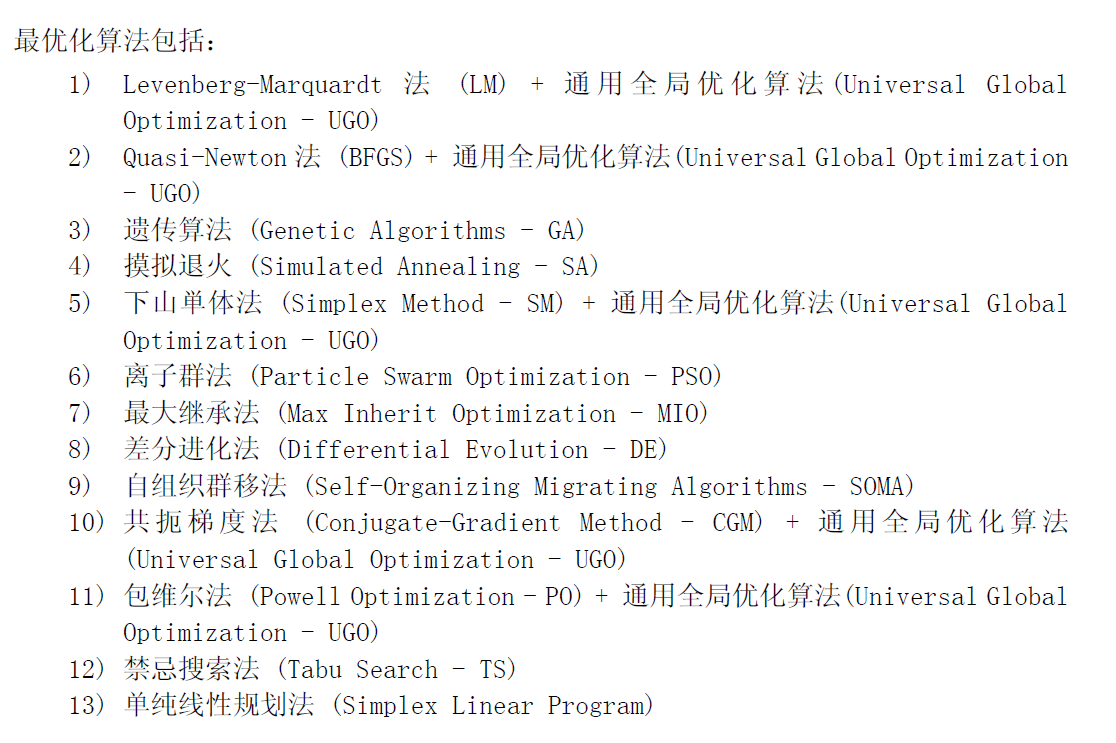 最优化算法包括:
1) Levenberg-Marquardt 法 (LM) + 通用全局优化算法(Universal Global
Optimization - UGO)
2) Quasi-Newton法 (BFGS) + 通用全局优化算法(Universal Global Optimization
- UGO)
3) 遗传算法 (Genetic Algorithms - GA)
4) 摸拟退火 (Simulated Annealing - SA)
5) 下山单体法 (Simplex Method - SM) + 通用全局优化算法(Universal Global
Optimization - UGO)
6) 离子群法 (Particle Swarm Optimization - PSO)
7) 最大继承法 (Max Inherit Optimization - MIO)
8) 差分进化法 (Differential Evolution - DE)
9) 自组织群移法 (Self-Organizing Migrating Algorithms - SOMA)
10) 共扼梯度法 (Conjugate-Gradient Method - CGM) + 通用全局优化算法
(Universal Global Optimization - UGO)
11) 包维尔法 (Powell Optimization - PO) + 通用全局优化算法(Universal Global
Optimization - UGO)
12) 禁忌搜索法 (Tabu Search - TS)
13) 单纯线性规划法 (Simplex Linear Program)